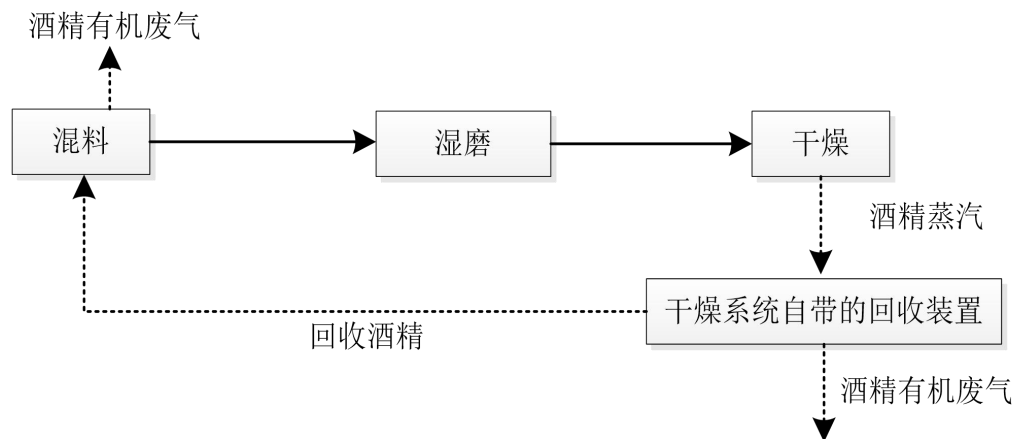 酒精有机废气
混料
湿磨
干燥
酒精蒸汽
干燥系统自带的回收装置
回收酒精
酒精有机废气